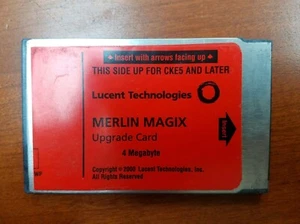 Insert with arrows facing up
THIS SIDE UP FOR CKE5 AND LATER
Lucent Technologies
MERLIN MAGIX
Upgrade Card
4 Megabyte
Copyright © 2000 Lucent Technologies, Inc.
All Rights Reserved
WP